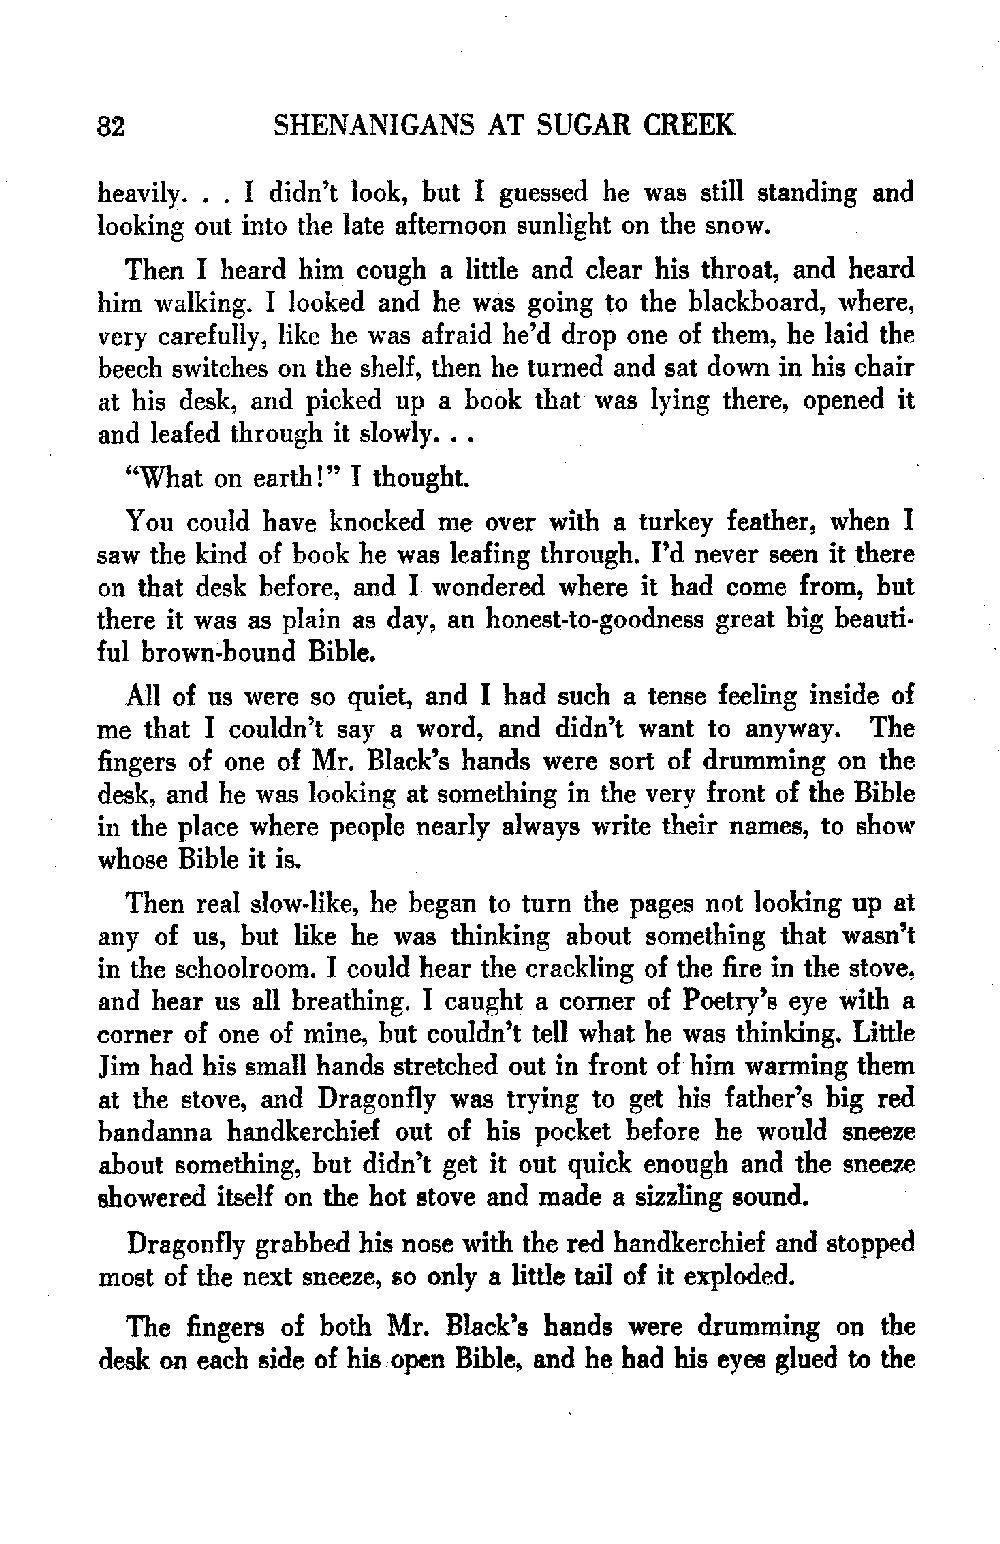 82 SHENANIGANS AT SUGAR CREEK
heavily. . . I didn't look, but I guessed he was still standing and
looking out into the late afternoon sunlight on the snow.
Then I heard him cough a little and clear his throat, and heard
him walking. I looked and he was going to the blackboard, where,
very carefully, like he was afraid he'd drop one of them, he laid the
beech switches on the shelf, then he turned and sat down in his chair
at his desk, and picked up a book that was lying there, opened it
and leafed through it slowly. . .
"What on earth!" I thought.
You could have knocked me over with a turkey feather, when I
saw the kind of book he was leafing through. I'd never seen it there
on that desk before, and I wondered where it had come from, but
there it was as plain as day, an honest-to-goodness great big beauti-
ful brown-bound Bible.
All of us were so quiet, and I had such a tense feeling inside of
me that I couldn't say a word, and didn't want to anyway. The
fingers of one of Mr. Black's hands were sort of drumming on the
desk, and he was looking at something in the very front of the Bible
in the place where people nearly always write their names, to show
whose Bible it is.
Then real slow-like, he began to turn the pages not looking up at
any of us, but like he was thinking about something that wasn't
in the schoolroom. I could hear the crackling of the fire in the stove,
and hear us all breathing. I caught a corner of Poetry's eye with a
corner of one of mine, but couldn't tell what he was thinking. Little
Jim had his small hands stretched out in front of him warming them
at the stove, and Dragonfly was trying to get his father's big red
bandanna handkerchief out of his pocket before he would sneeze
about something, but didn't get it out quick enough and the sneeze
showered itself on the hot stove and made a sizzling sound.
Dragonfly grabbed his nose with the red handkerchief and stopped
most of the next sneeze, so only a little tail of it exploded.
The fingers of both Mr. Black's hands were drumming on the
desk on each side of his open Bible, and he had his eyes glued to the